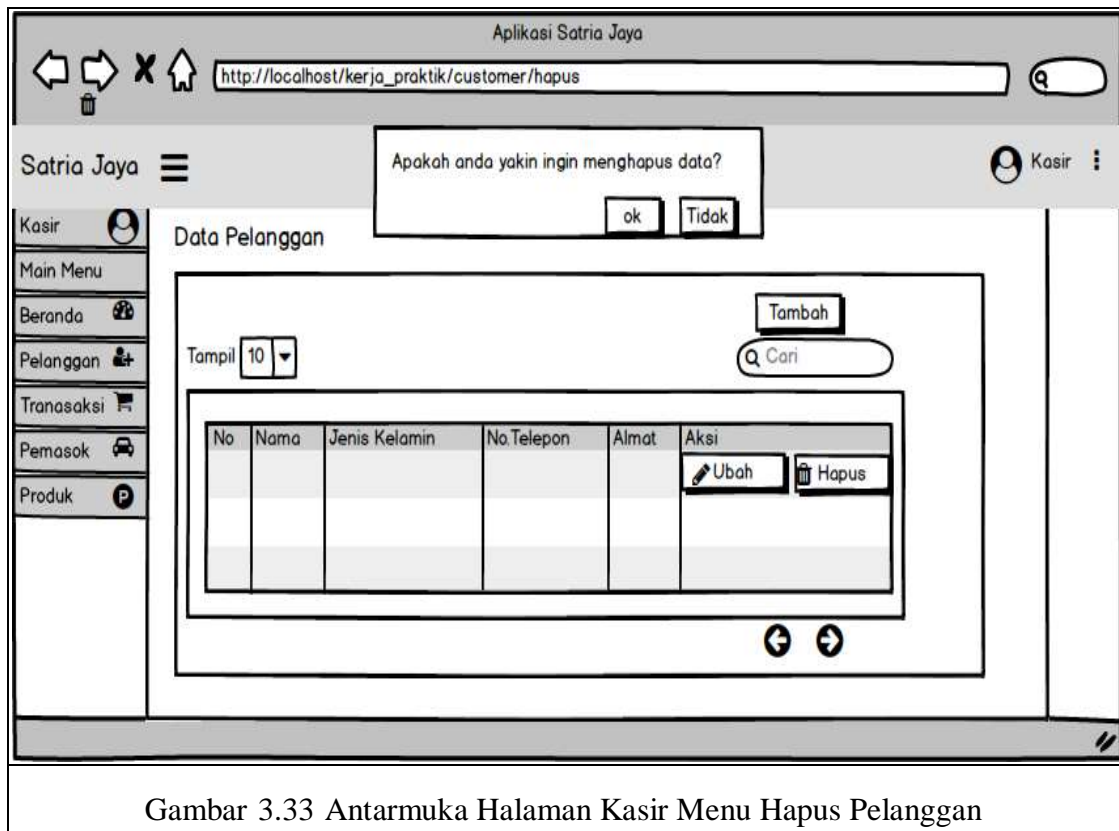 Aplikasi Satria Jaya
http://localhost/kerja_praktik/customer/hapus
Satria Jaya
Apakah anda yakin ingin menghapus data?
ok Tidak
Kasir
Kasir
Main Menu
Beranda
Pelanggan
Tranasaksi
Pemasok
Produk P
Data Pelanggan
Tambah
Tampil 10
Cari
No Nama Jenis Kelamin No.Telepon Almat Aksi
Ubah Hapus
Gambar 3.33 Antarmuka Halaman Kasir Menu Hapus Pelanggan